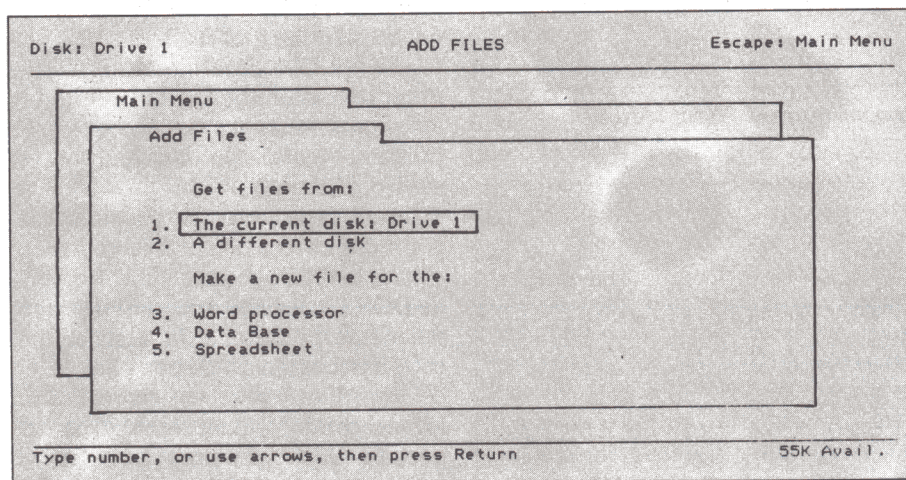 Disk: Drive 1 ADD FILES Escape: Main Menu
Main Menu
Add Files
Get files from:
1. The current disk: Drive 1
2. A different disk
Make a new file for the:
3. Word processor
4. Data Base
5. Spreadsheet
Type number, or use arrows, then press Return 55K Avail.